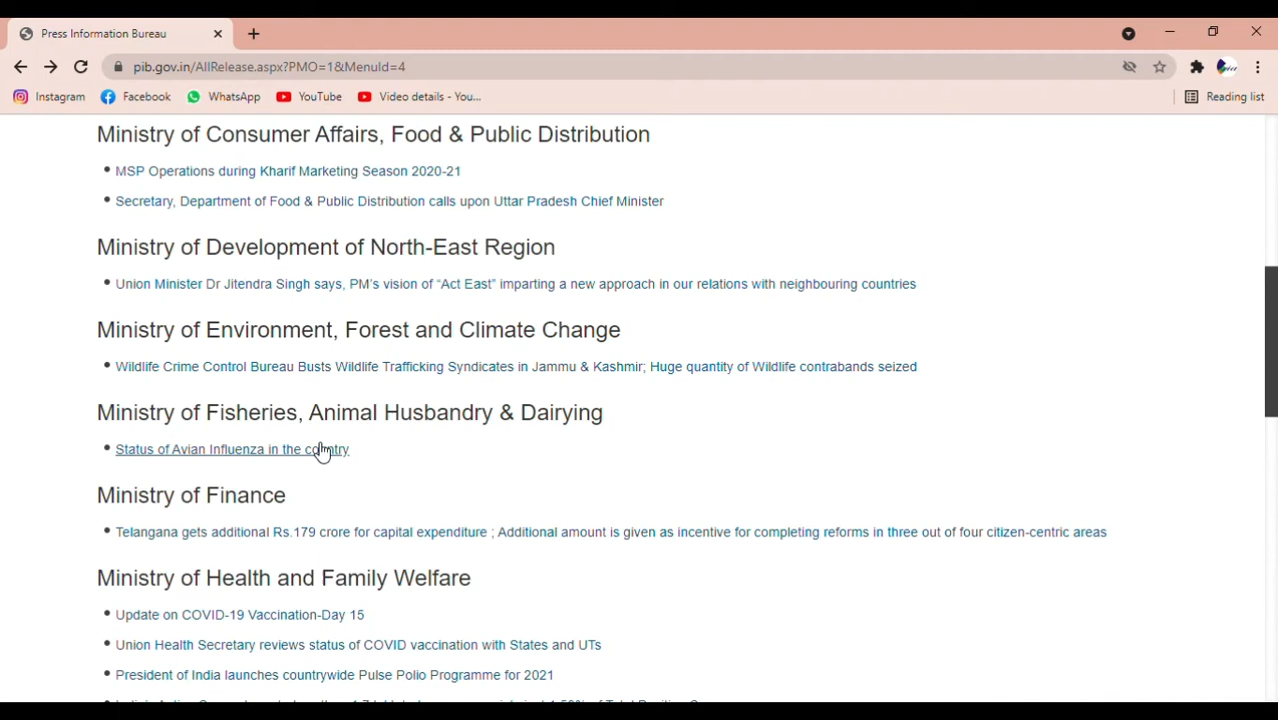 Press Information Bureau
pib.gov.in/AllRelease.aspx?PMO=1&MenuId=4
Instagram Facebook WhatsApp YouTube Video details - You... Reading list
Ministry of Consumer Affairs, Food & Public Distribution
MSP Operations during Kharif Marketing Season 2020-21
Secretary, Department of Food & Public Distribution calls upon Uttar Pradesh Chief Minister
Ministry of Development of North-East Region
Union Minister Dr Jitendra Singh says, PM's vision of “Act East” imparting a new approach in our relations with neighbouring countries
Ministry of Environment, Forest and Climate Change
Wildlife Crime Control Bureau Busts Wildlife Trafficking Syndicates in Jammu & Kashmir; Huge quantity of Wildlife contrabands seized
Ministry of Fisheries, Animal Husbandry & Dairying
Status of Avian Influenza in the country
Ministry of Finance
Telangana gets additional Rs.179 crore for capital expenditure ; Additional amount is given as incentive for completing reforms in three out of four citizen-centric areas
Ministry of Health and Family Welfare
Update on COVID-19 Vaccination-Day 15
Union Health Secretary reviews status of COVID vaccination with States and UTs
President of India launches countrywide Pulse Polio Programme for 2021